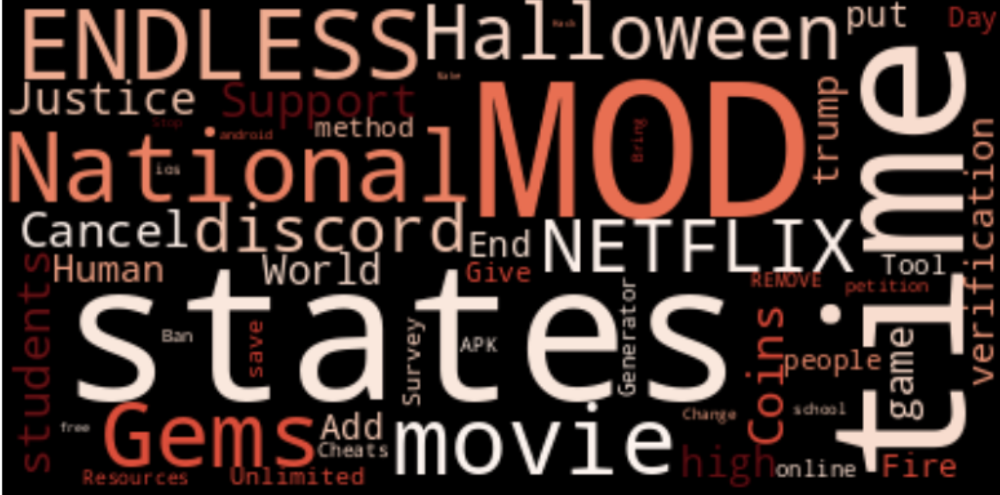 ENDLESS
Halloween
put
Day
Justice
Support
Stop
android
method
MOD
Bring
trump
time
National
ios
Cancel
discord
End
NETFLIX
Tool
verification
students
Human
World
Give
REMOVE
petition
states
Ban
save
Survey
APK
Generator
Coins
people
game
free
Gems
Add
Cheats
movie
Change
school
Resources
Unlimited
high
online
Fire